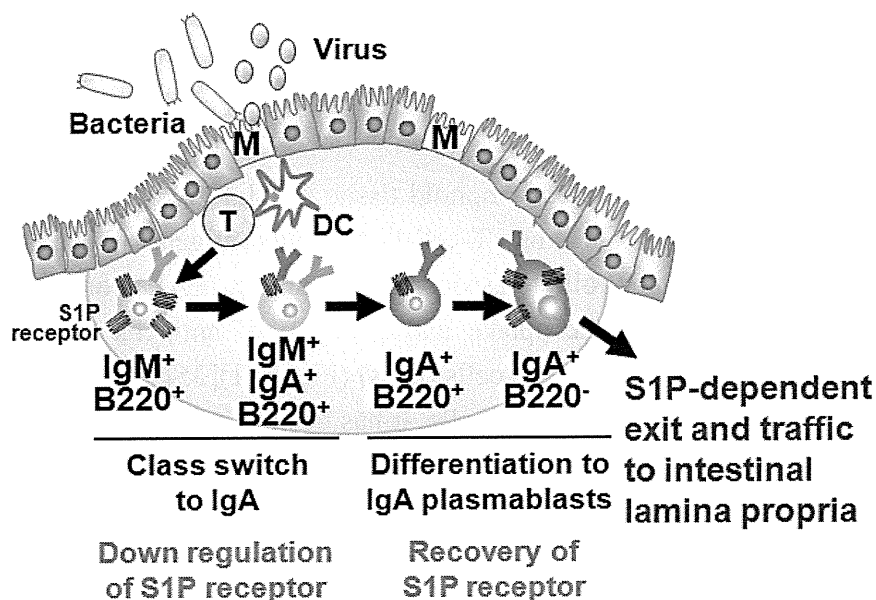 Virus
Bacteria
M
M
T
DC
S1P
receptor
IgM⁺
B220⁺
IgM⁺
IgA⁺
B220⁺
IgA⁺
B220⁺
IgA⁺
B220⁻
S1P-dependent
exit and traffic
to intestinal
lamina propria
Class switch
to IgA
Differentiation to
IgA plasmablasts
Down regulation
of S1P receptor
Recovery of
S1P receptor